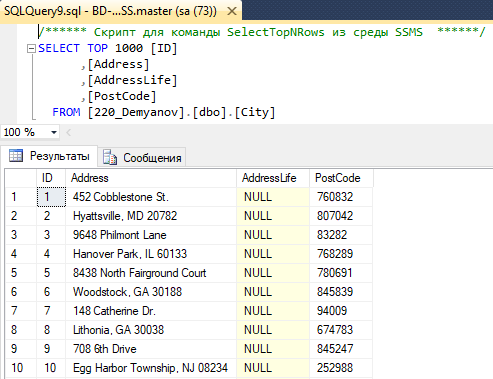 SQLQuery9.sql - BD-...SS.master (sa (73))
/****** Скрипт для команды SelectTopNRows из среды SSMS ******/
SELECT TOP 1000 [ID]
,[Address]
,[AddressLife]
,[PostCode]
FROM [220_Demyanov].[dbo].[City]
100 %
Результаты Сообщения
ID Address AddressLife PostCode
1 1 452 Cobblestone St. NULL 760832
2 2 Hyattsville, MD 20782 NULL 807042
3 3 9648 Philmont Lane NULL 83282
4 4 Hanover Park, IL 60133 NULL 768289
5 5 8438 North Fairground Court NULL 780691
6 6 Woodstock, GA 30188 NULL 845839
7 7 148 Catherine Dr. NULL 94009
8 8 Lithonia, GA 30038 NULL 674783
9 9 708 6th Drive NULL 845247
10 10 Egg Harbor Township, NJ 08234 NULL 252988